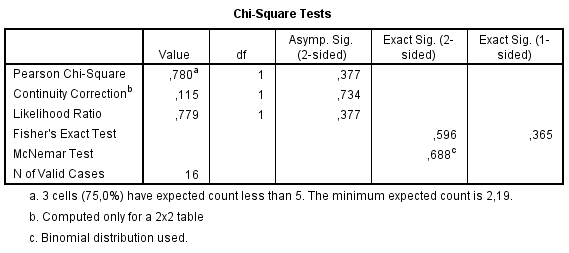 Chi-Square Tests
Value df Asymp. Sig. (2-sided) Exact Sig. (2-sided) Exact Sig. (1-sided)
Pearson Chi-Square ,780a 1 ,377
Continuity Correctionb ,115 1 ,734
Likelihood Ratio ,779 1 ,377
Fisher's Exact Test ,596 ,365
McNemar Test ,688c
N of Valid Cases 16
a. 3 cells (75,0%) have expected count less than 5. The minimum expected count is 2,19.
b. Computed only for a 2x2 table
c. Binomial distribution used.